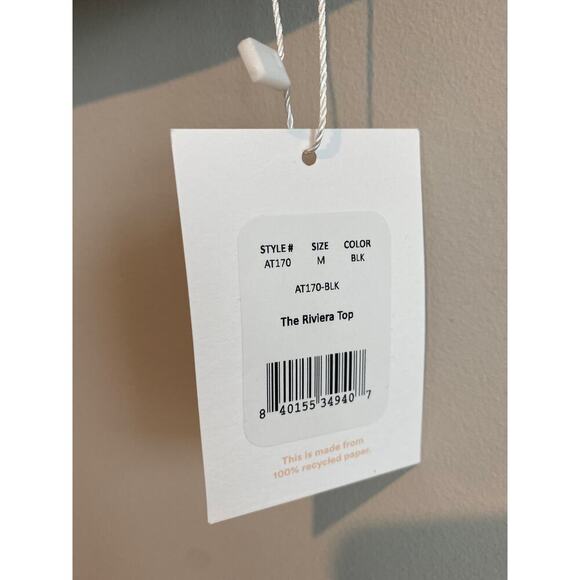 STYLE # SIZE COLOR
AT170 M BLK
AT170-BLK
The Riviera Top
8 40155 34940 7
This is made from
100% recycled paper.